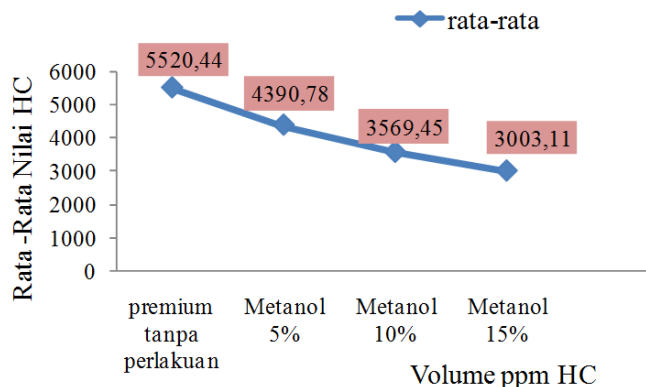 rata-rata
5520,44
4390,78
3569,45
3003,11
Rata -Rata Nilai HC
6000
5000
4000
3000
2000
1000
0
premium
tanpa
perlakuan
Metanol
5%
Metanol
10%
Metanol
15%
Volume ppm HC